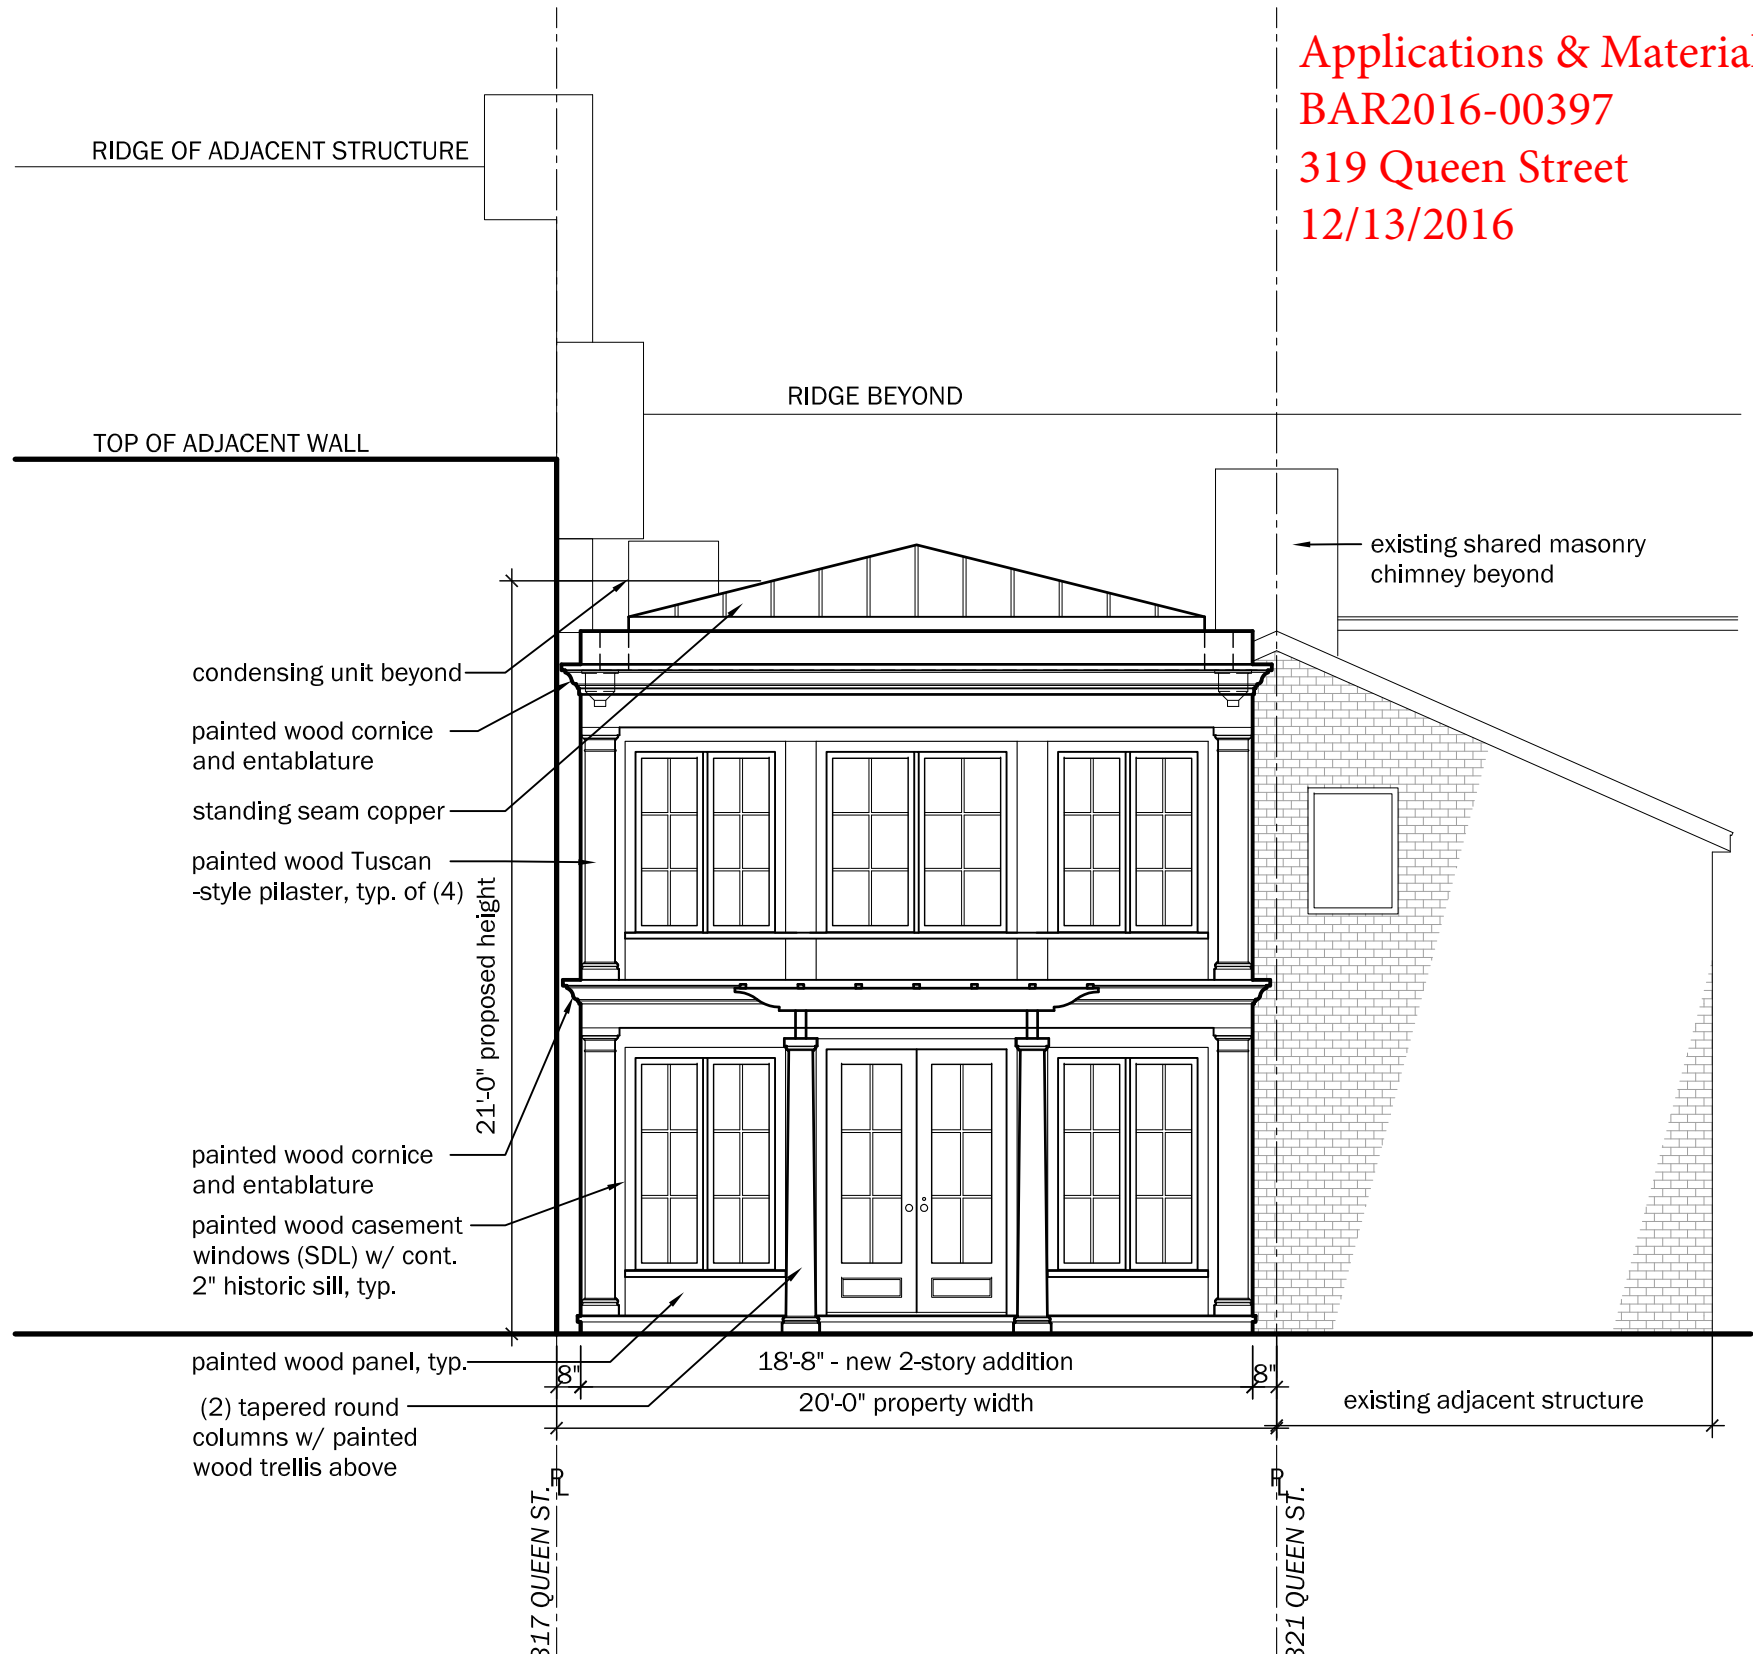 Applications & Material
BAR2016-00397
319 Queen Street
12/13/2016
RIDGE OF ADJACENT STRUCTURE
RIDGE BEYOND
TOP OF ADJACENT WALL
existing shared masonry
chimney beyond
condensing unit beyond
painted wood cornice
and entablature
standing seam copper
painted wood Tuscan
-style pilaster, typ. of (4)
21'-0" proposed height
painted wood cornice
and entablature
painted wood casement
windows (SDL) w/ cont.
2" historic sill, typ.
painted wood panel, typ.
(2) tapered round
columns w/ painted
wood trellis above
8"
18'-8" - new 2-story addition
8"
20'-0" property width
existing adjacent structure
PL
317 QUEEN ST.
PL
321 QUEEN ST.